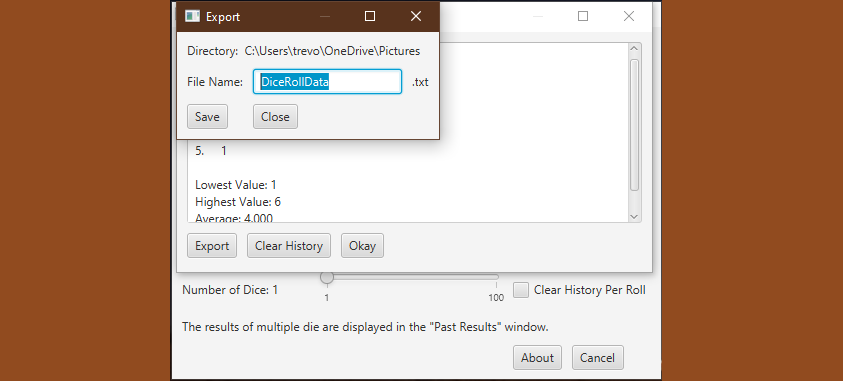 Export
Directory: C:\Users\trevo\OneDrive\Pictures
File Name: DiceRollData .txt
Save Close
5. 1
Lowest Value: 1
Highest Value: 6
Average: 4.000
Export Clear History Okay
Number of Dice: 1
1 100
Clear History Per Roll
The results of multiple die are displayed in the "Past Results" window.
About Cancel